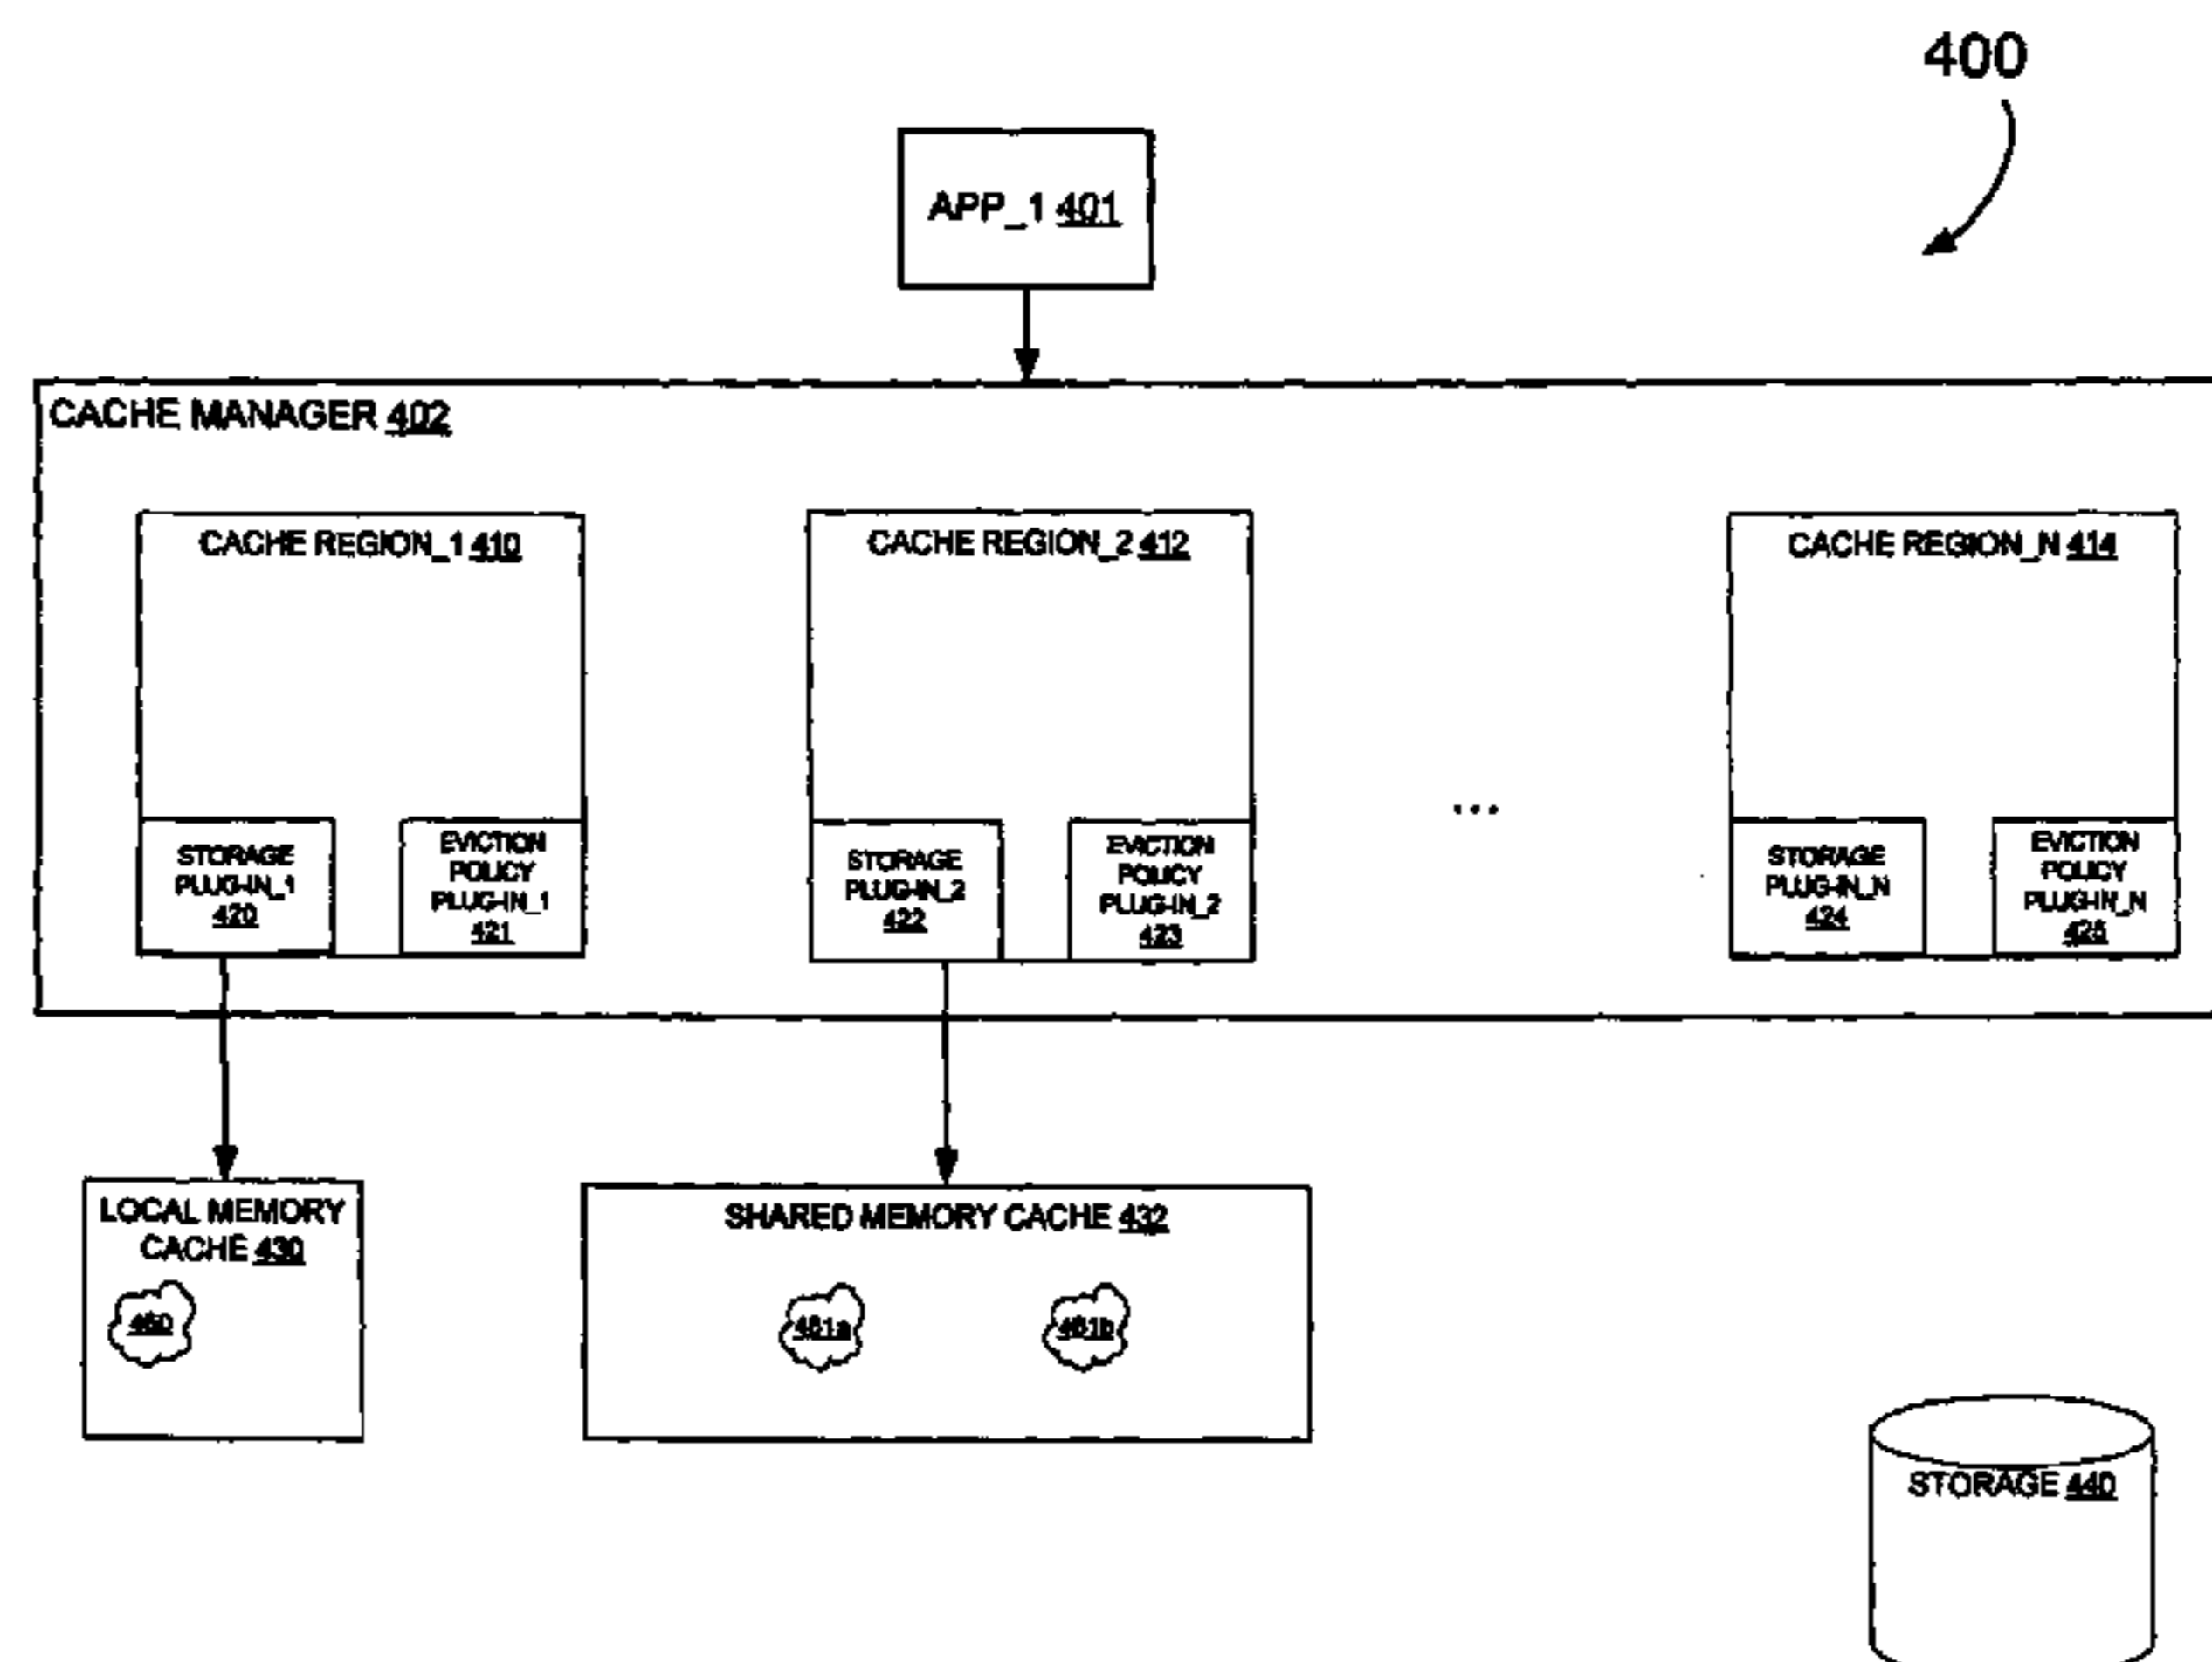 400
APP_1 401
CACHE MANAGER 402
CACHE REGION_1 410
CACHE REGION_2 412
CACHE REGION_N 414
STORAGE
PLUG-IN_1
420
EVICTION
POLICY
PLUG-IN_1
421
STORAGE
PLUG-IN_2
422
EVICTION
POLICY
PLUG-IN_2
423
...
STORAGE
PLUG-IN_N
424
EVICTION
POLICY
PLUG-IN_N
425
LOCAL MEMORY
CACHE 430
SHARED MEMORY CACHE 432
STORAGE 440